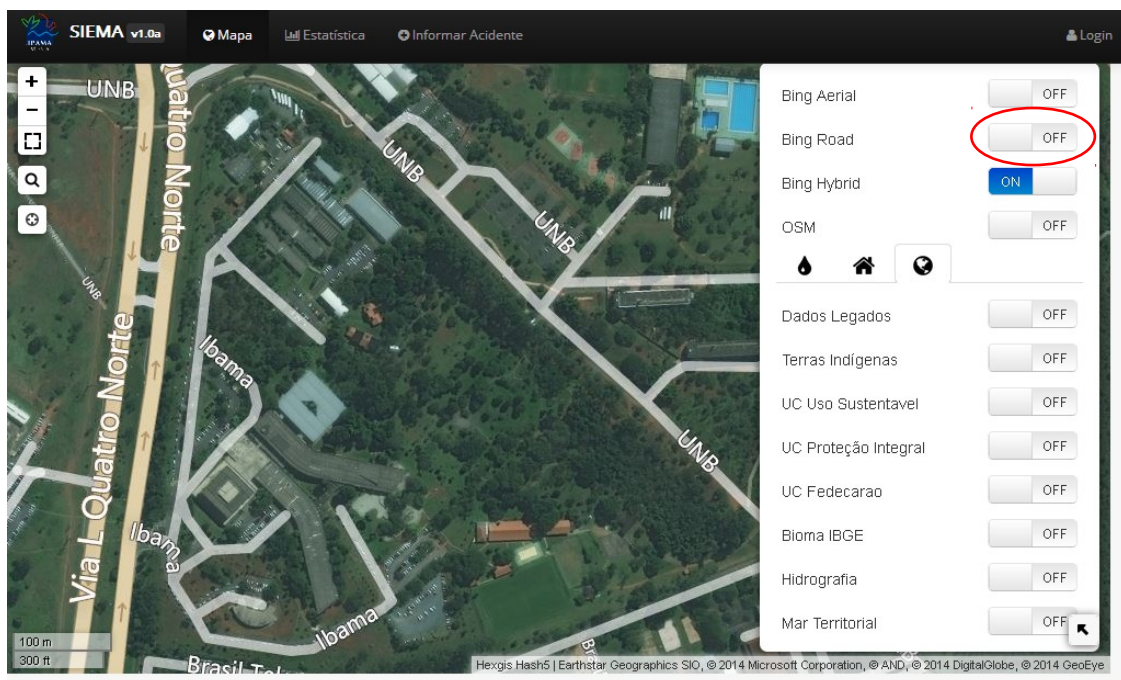 IBAMA
SIEMA v1.0a Mapa Estatística Informar Acidente Login
UNB
Quatro Norte
UNB
UNB
UNB
Ibama
Via L Quatro Norte
UNB
Ibama
Ibama
100 m
300 ft
Bing Aerial OFF
Bing Road OFF
Bing Hybrid ON
OSM OFF
Dados Legados OFF
Terras Indígenas OFF
UC Uso Sustentavel OFF
UC Proteção Integral OFF
UC Fedecarao OFF
Bioma IBGE OFF
Hidrografia OFF
Mar Territorial OFF
Hexgis Hash5 | Earthstar Geographics SIO, © 2014 Microsoft Corporation, © AND, © 2014 DigitalGlobe, © 2014 GeoEye